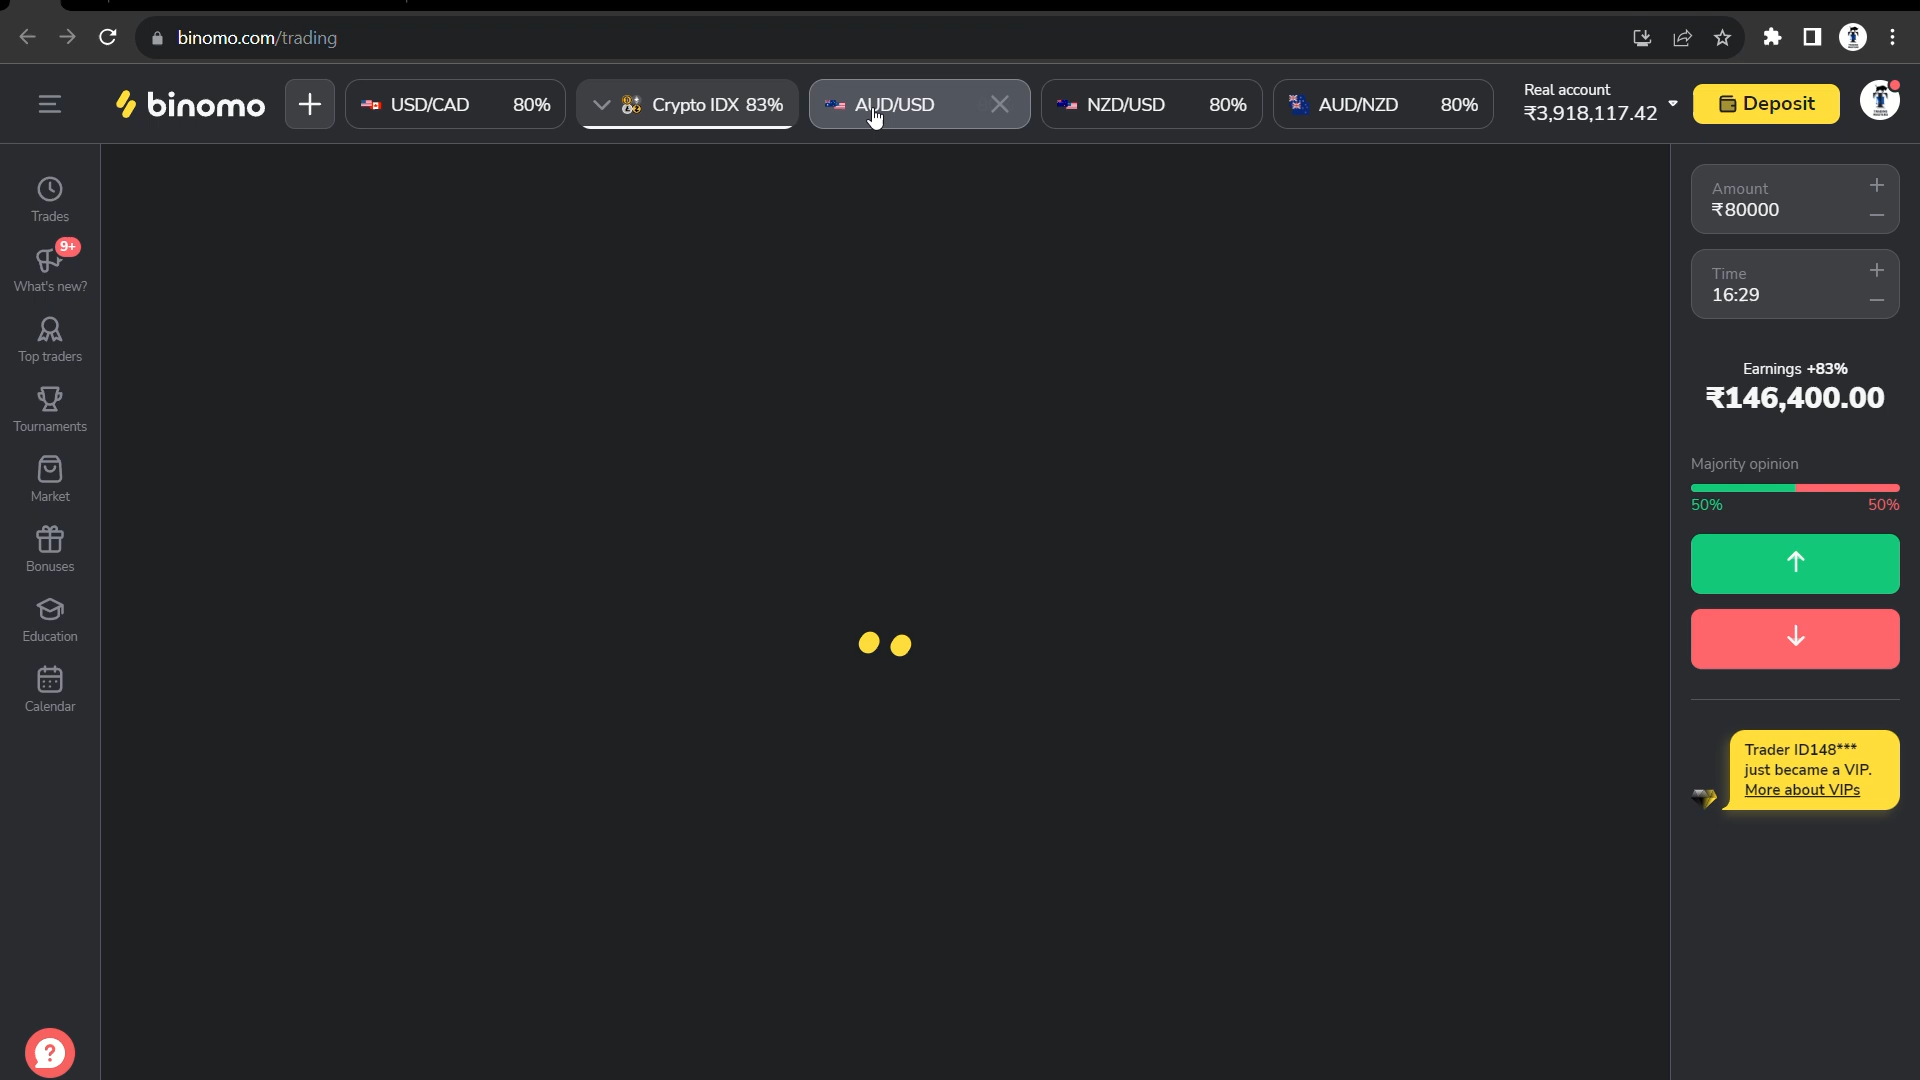 binomo.com/trading
binomo
+
USD/CAD 80%
Crypto IDX 83%
AUD/USD
NZD/USD 80%
AUD/NZD 80%
Real account
₹3,918,117.42
Deposit
Trades
9+
What's new?
Top traders
Tournaments
Market
Bonuses
Education
Calendar
?
Amount +
₹80000 −
Time +
16:29 −
Earnings +83%
₹146,400.00
Majority opinion
50% 50%
↑
↓
Trader ID148***
just became a VIP.
More about VIPs